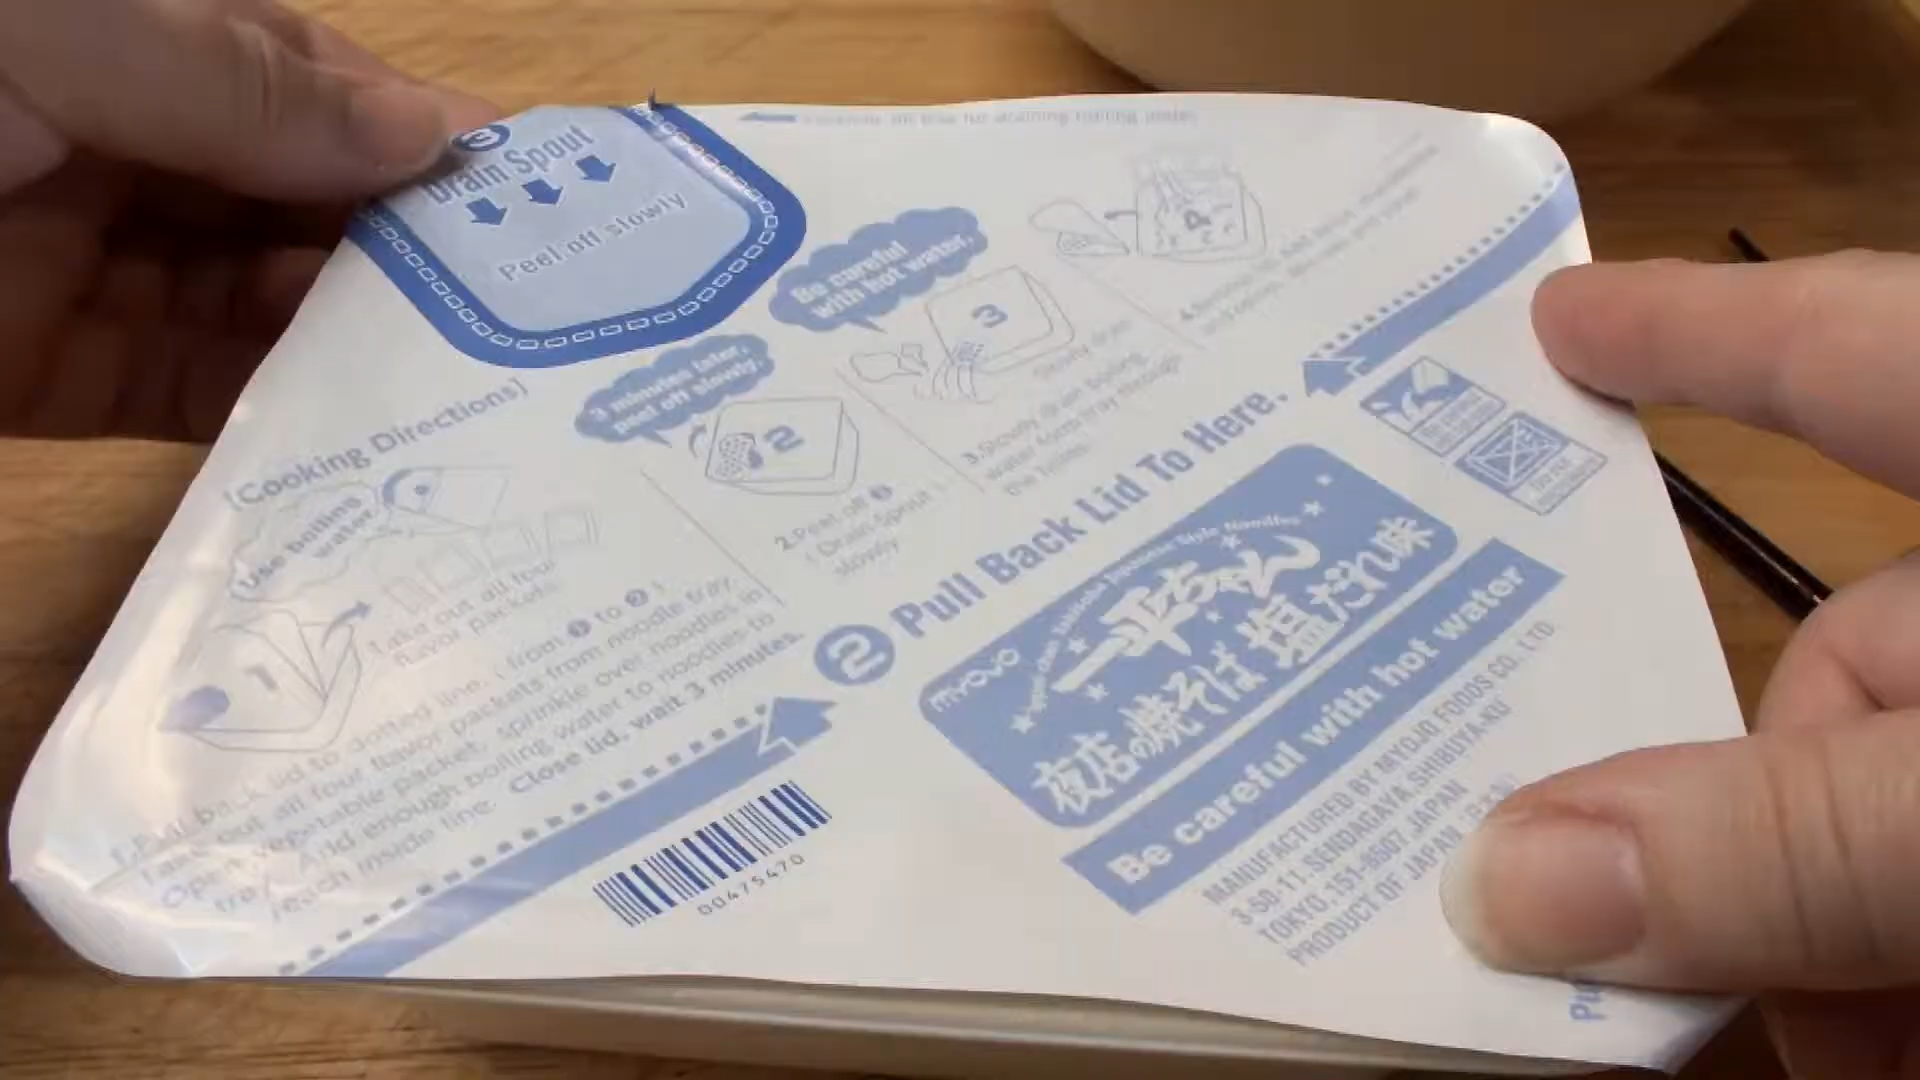 3
Drain Spout
Peel off slowly
(Cooking Directions)
Use boiling
water.
1
Take out all four
flavor packets.
1.Pull back lid to dotted line. ( from 1 to 2 )
Take out all four flavor packets from noodle tray.
Open vegetable packet, sprinkle over noodles in
tray. Add enough boiling water to noodles to
reach inside line. Close lid, wait 3 minutes.
3 minutes later,
peel off slowly.
2
2.Peel off 3
( Drain Spout )
slowly
Be careful
with hot water.
3
3.Slowly drain boiling
water from tray through
the holes.
4
2 Pull Back Lid To Here.
myojo
Japanese Style Noodles
一平ちゃん
夜店の焼そば 塩だれ味
Be careful with hot water
MANUFACTURED BY MYOJO FOODS CO., LTD.
3-50-11, SENDAGAYA SHIBUYA-KU
TOKYO, 151-8507 JAPAN
PRODUCT OF JAPAN
00475470